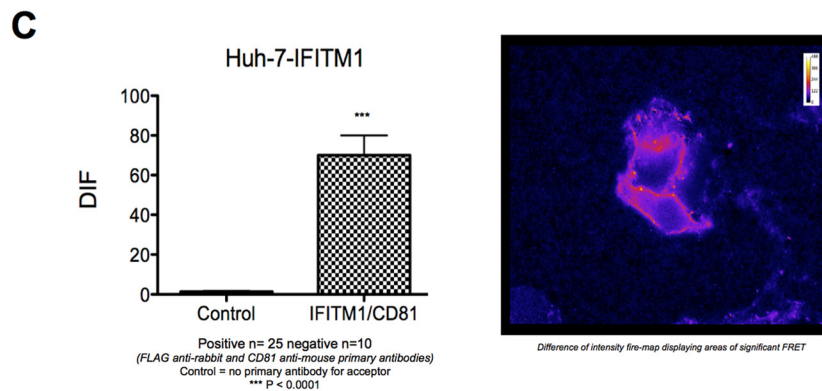 C
Huh-7-IFITM1
DIF
100
80
60
40
20
0
***
Control
IFITM1/CD81
Positive n= 25 negative n=10
(FLAG anti-rabbit and CD81 anti-mouse primary antibodies)
Control = no primary antibody for acceptor
*** P < 0.0001
Difference of intensity fire-map displaying areas of significant FRET